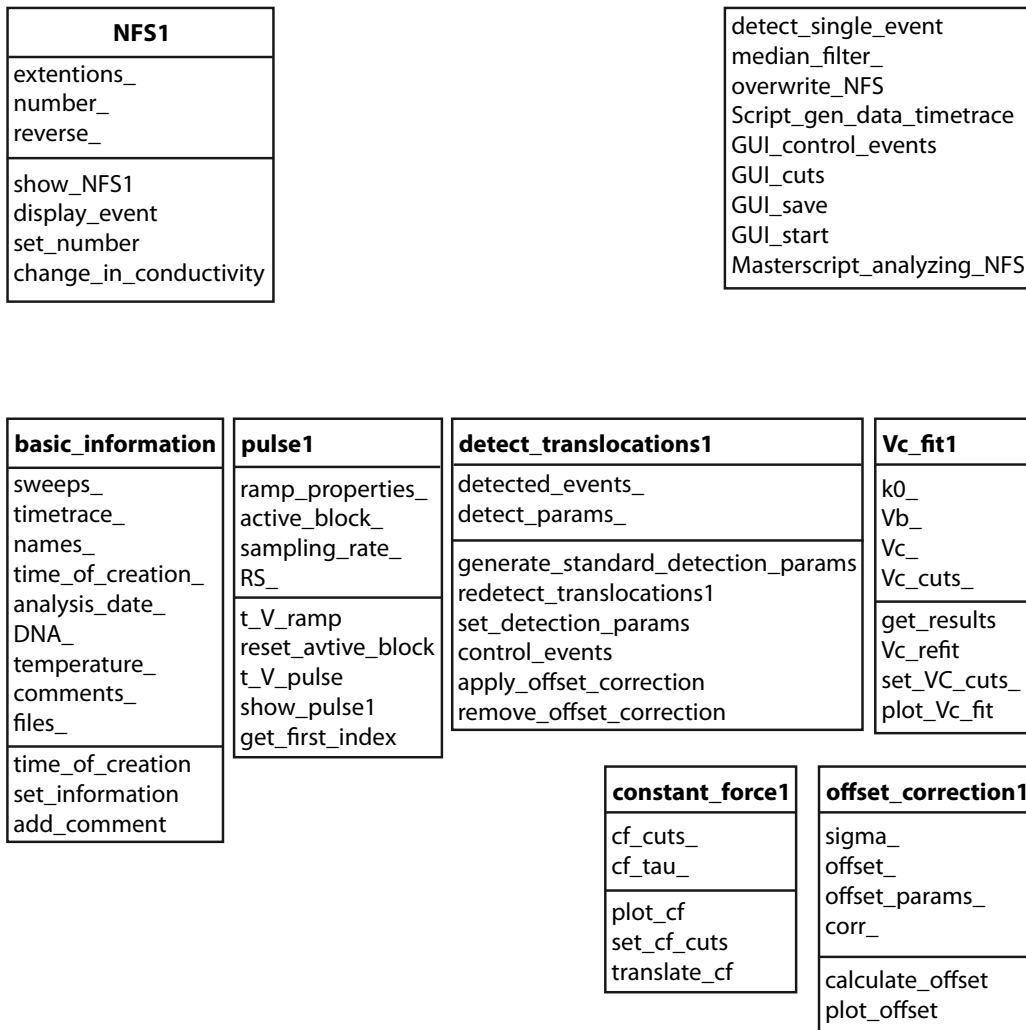 NFS1
extentions_
number_
reverse_
show_NFS1
display_event
set_number
change_in_conductivity
detect_single_event
median_filter_
overwrite_NFS
Script_gen_data_timetrace
GUI_control_events
GUI_cuts
GUI_save
GUI_start
Masterscript_analyzing_NFS
basic_information
sweeps_
timetrace_
names_
time_of_creation_
analysis_date_
DNA_
temperature_
comments_
files_
time_of_creation
set_information
add_comment
pulse1
ramp_properties_
active_block_
sampling_rate_
RS_
t_V_ramp
reset_avtive_block
t_V_pulse
show_pulse1
get_first_index
detect_translocations1
detected_events_
detect_params_
generate_standard_detection_params
redetect_translocations1
set_detection_params
control_events
apply_offset_correction
remove_offset_correction
Vc_fit1
k0_
Vb_
Vc_
Vc_cuts_
get_results
Vc_refit
set_VC_cuts_
plot_Vc_fit
constant_force1
cf_cuts_
cf_tau_
plot_cf
set_cf_cuts
translate_cf
offset_correction1
sigma_
offset_
offset_params_
corr_
calculate_offset
plot_offset